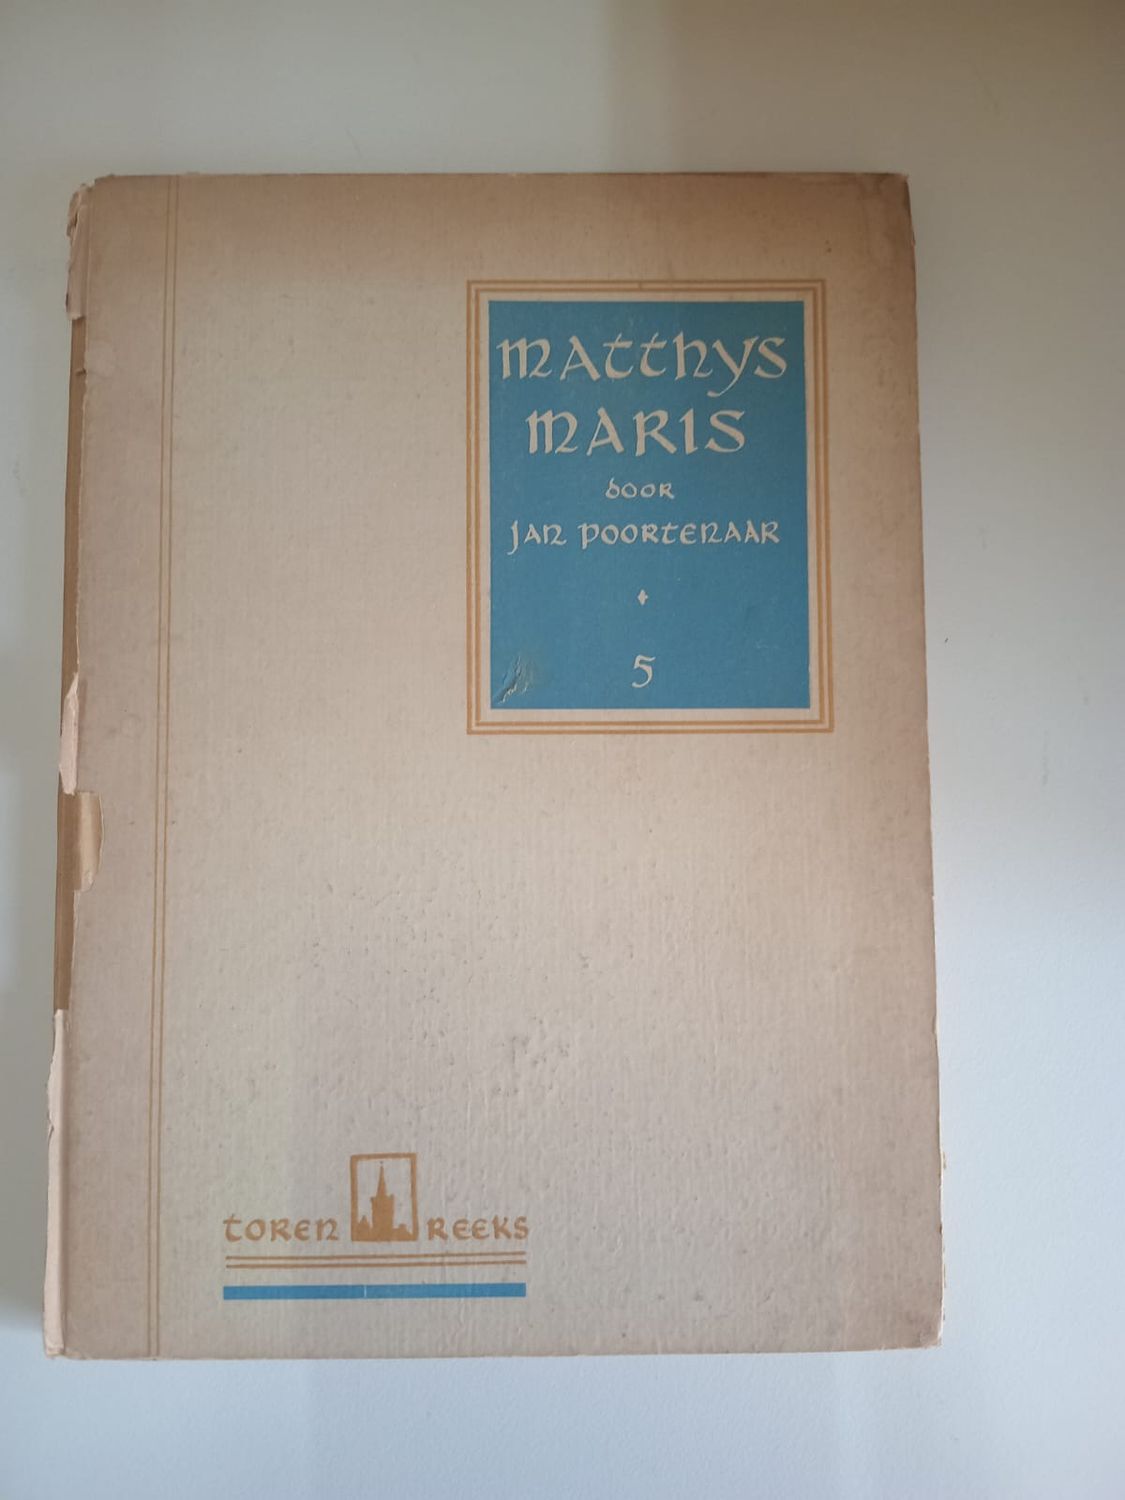 Matthys
Maris
door
Jan Poortenaar
5
Toren Reeks